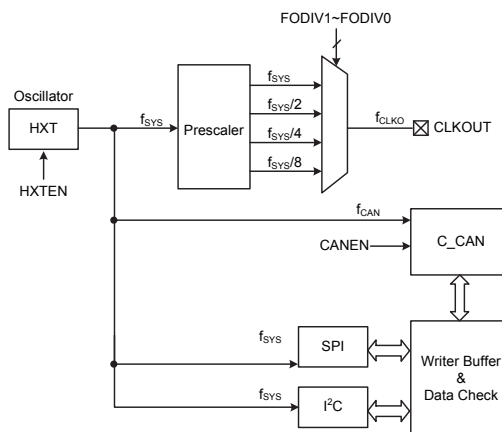 FODIV1~FODIV0
Oscillator
HXT
HXTEN
fSYS
Prescaler
fSYS
fSYS/2
fSYS/4
fSYS/8
fCLKO
CLKOUT
fCAN
CANEN
C_CAN
fSYS
SPI
fSYS
I²C
Writer Buffer
&
Data Check